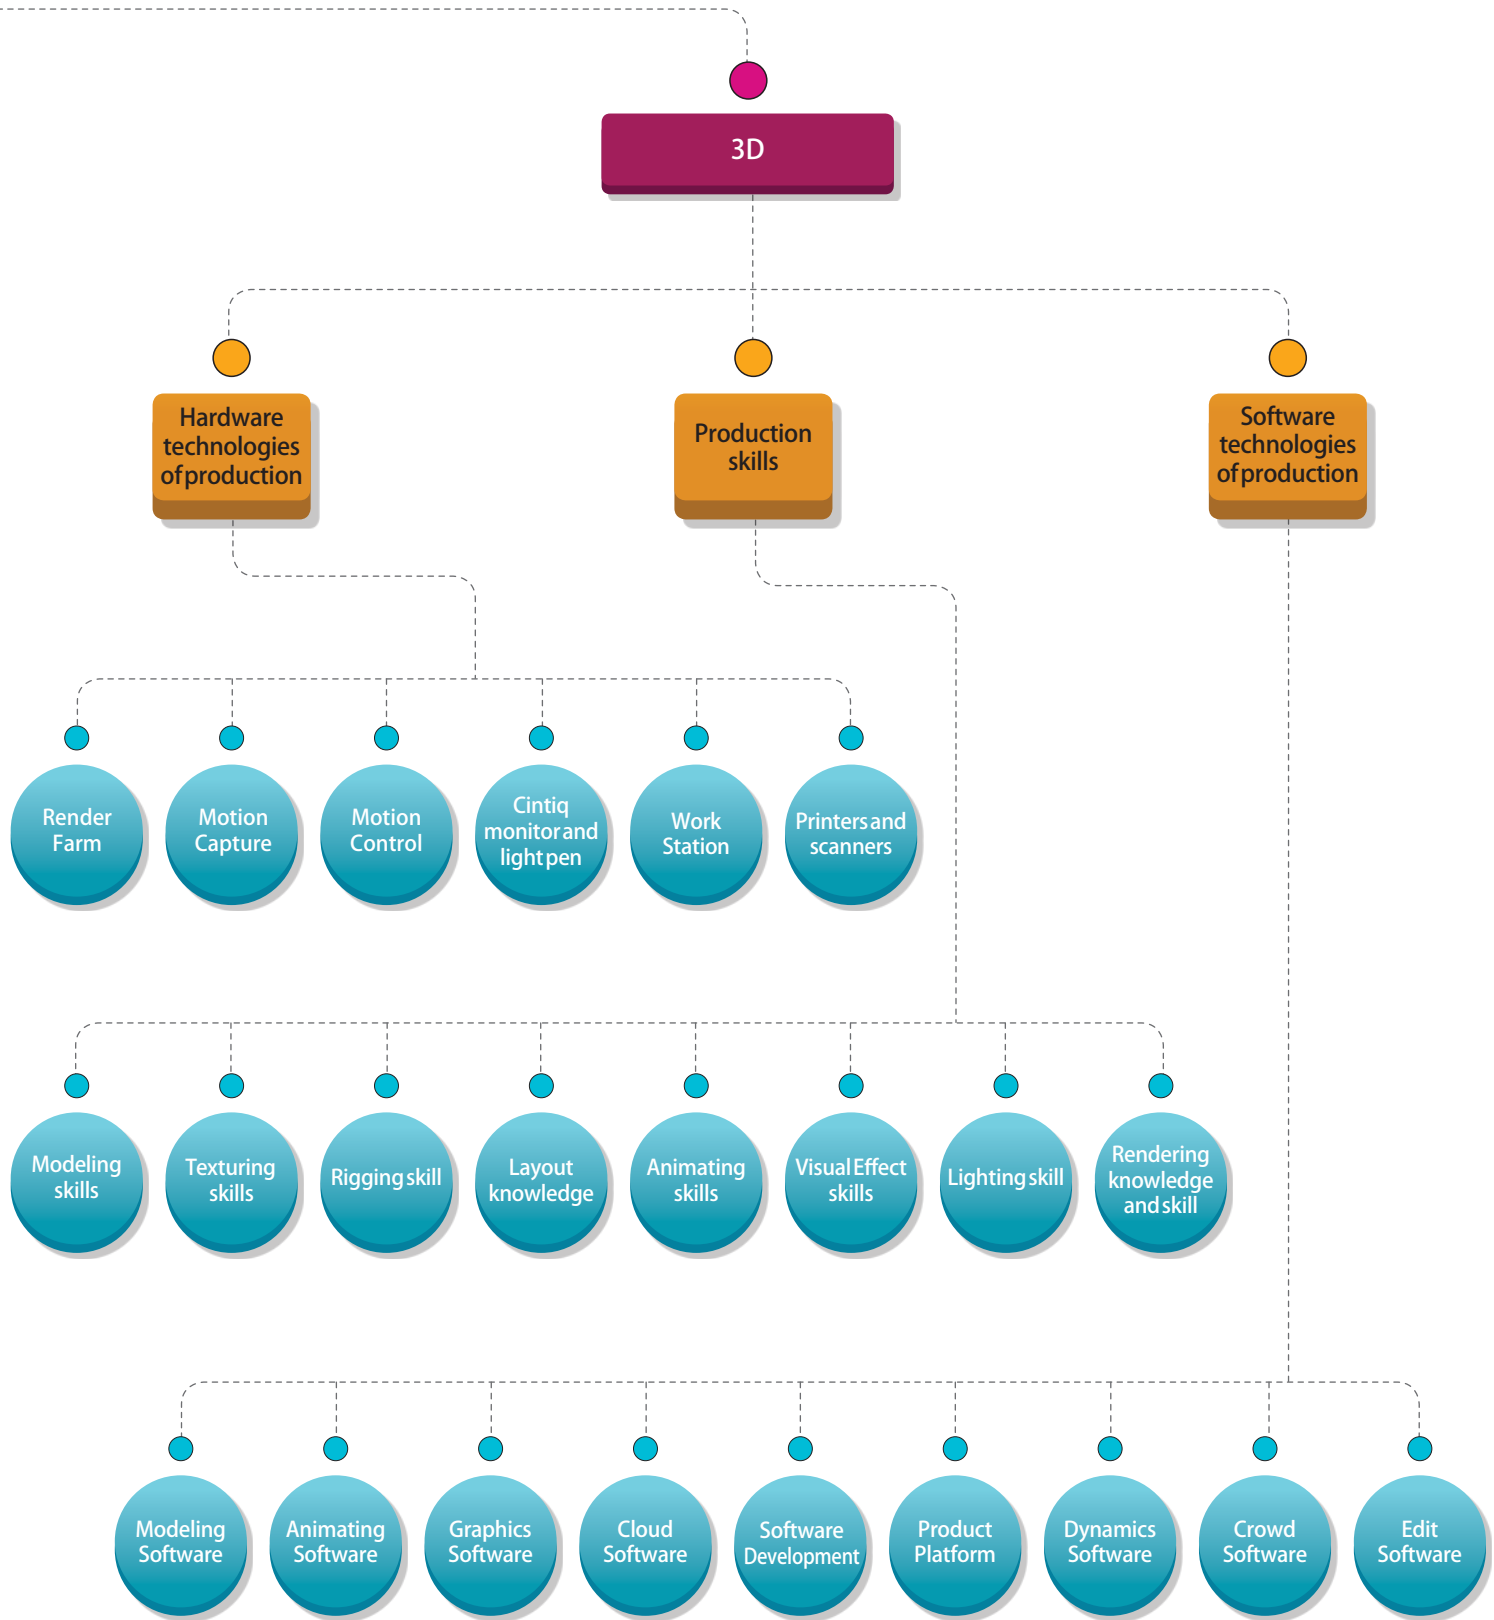 3D
Hardware
technologies
of production
Production
skills
Software
technologies
of production
Render
Farm
Motion
Capture
Motion
Control
Cintiq
monitor and
light pen
Work
Station
Printers and
scanners
Modeling
skills
Texturing
skills
Rigging skill
Layout
knowledge
Animating
skills
Visual Effect
skills
Lighting skill
Rendering
knowledge
and skill
Modeling
Software
Animating
Software
Graphics
Software
Cloud
Software
Software
Development
Product
Platform
Dynamics
Software
Crowd
Software
Edit
Software